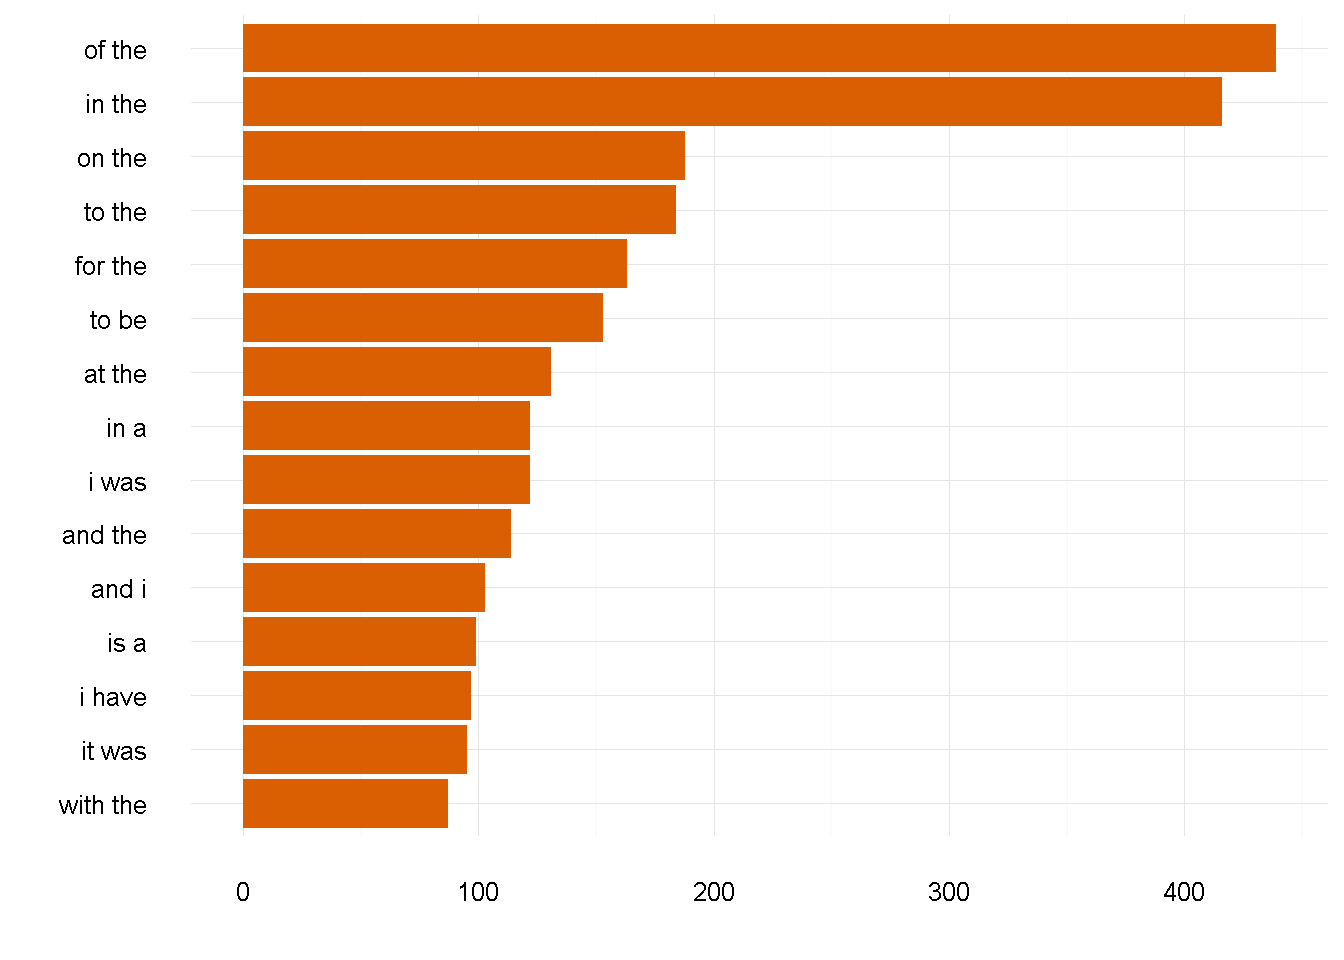 of the
in the
on the
to the
for the
to be
at the
in a
i was
and the
and i
is a
i have
it was
with the
0 100 200 300 400